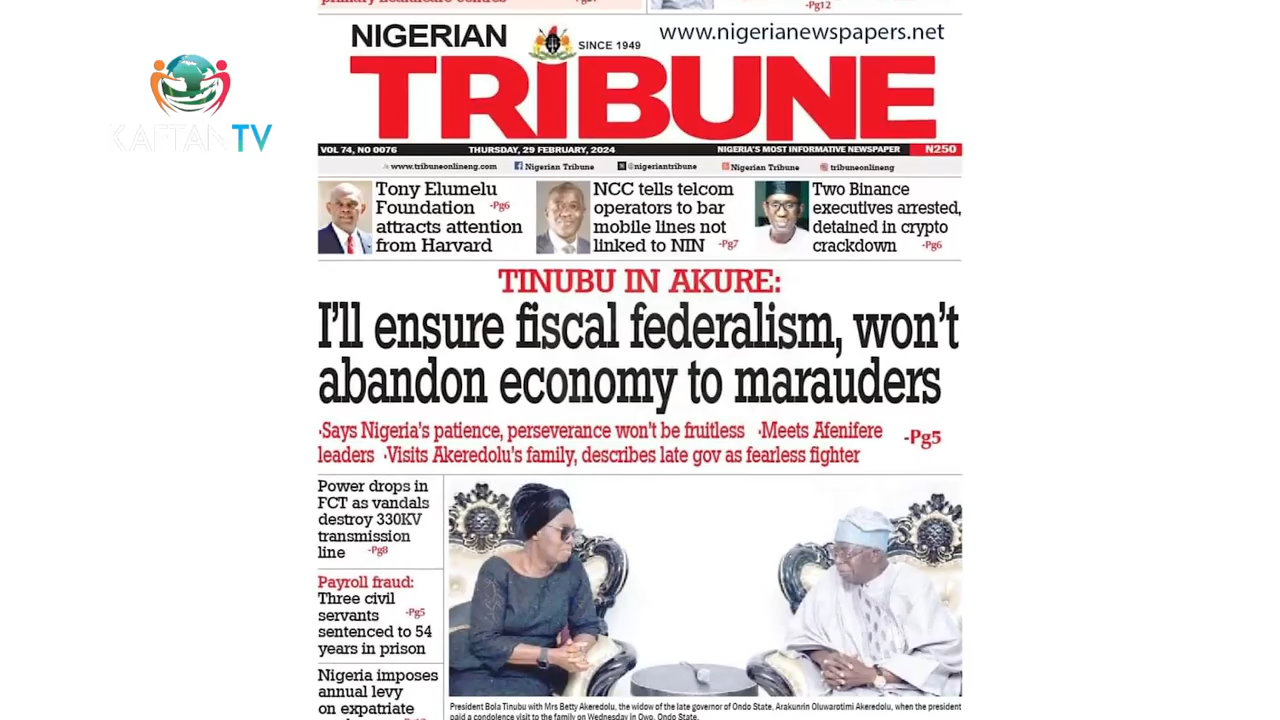 primary healthcare centres
-Pg12
NIGERIAN
SINCE 1949
www.nigerianewspapers.net
TRIBUNE
KAFTANTV
VOL 74, NO 0076
THURSDAY, 29 FEBRUARY, 2024
NIGERIA'S MOST INFORMATIVE NEWSPAPER
N250
www.tribuneonlineng.com
Nigerian Tribune
@nigeriantribune
Nigerian Tribune
tribuneonlineng
Tony Elumelu
Foundation -Pg6
attracts attention
from Harvard
NCC tells telcom
operators to bar
mobile lines not
linked to NIN -Pg7
Two Binance
executives arrested,
detained in crypto
crackdown -Pg6
TINUBU IN AKURE:
I'll ensure fiscal federalism, won't
abandon economy to marauders
•Says Nigeria's patience, perseverance won't be fruitless •Meets Afenifere
leaders •Visits Akeredolu's family, describes late gov as fearless fighter
-Pg5
Power drops in
FCT as vandals
destroy 330KV
transmission
line -Pg8
Payroll fraud:
Three civil
servants -Pg5
sentenced to 54
years in prison
Nigeria imposes
annual levy
on expatriate
President Bola Tinubu with Mrs Betty Akeredolu, the widow of the late governor of Ondo State, Arakunrin Oluwarotimi Akeredolu, when the president
paid a condolence visit to the family on Wednesday in Owo, Ondo State.